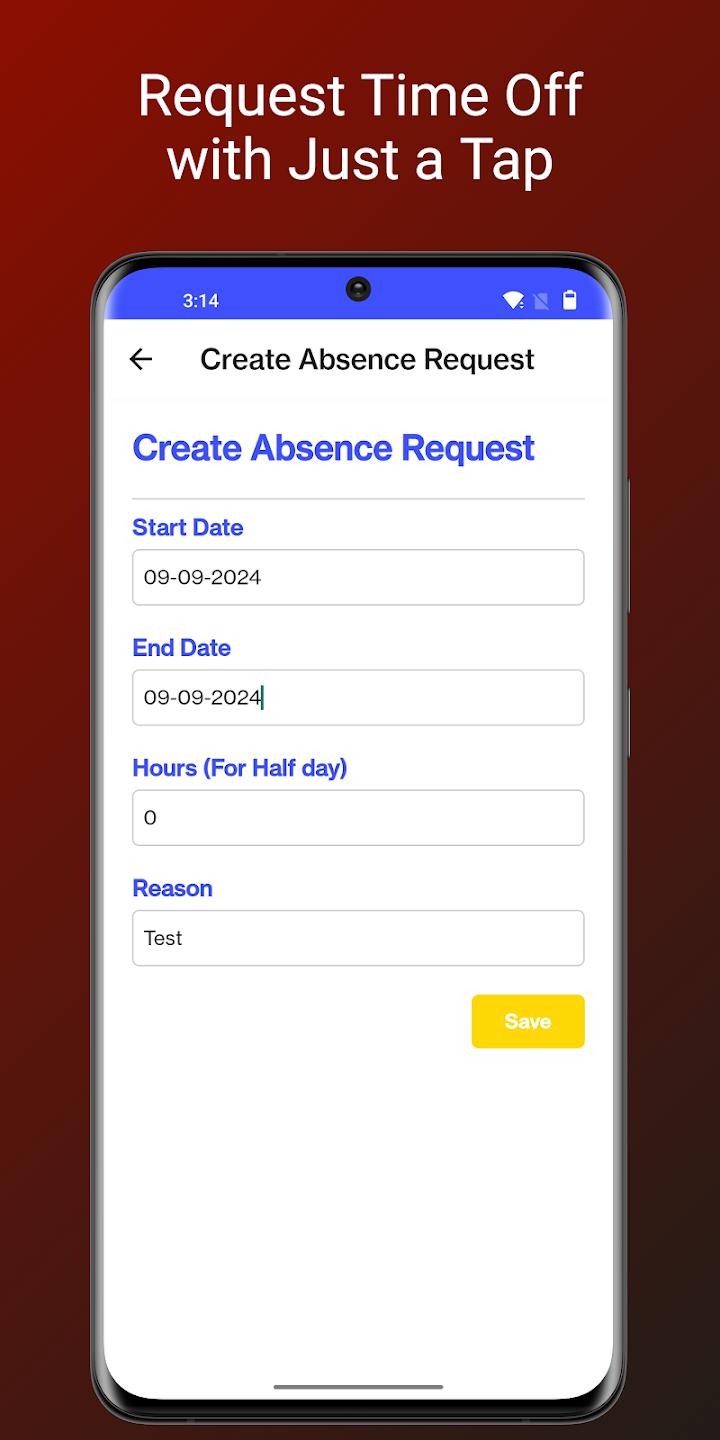 Request Time Off
with Just a Tap
3:14
Create Absence Request
Create Absence Request
Start Date
09-09-2024
End Date
09-09-2024
Hours (For Half day)
0
Reason
Test
Save